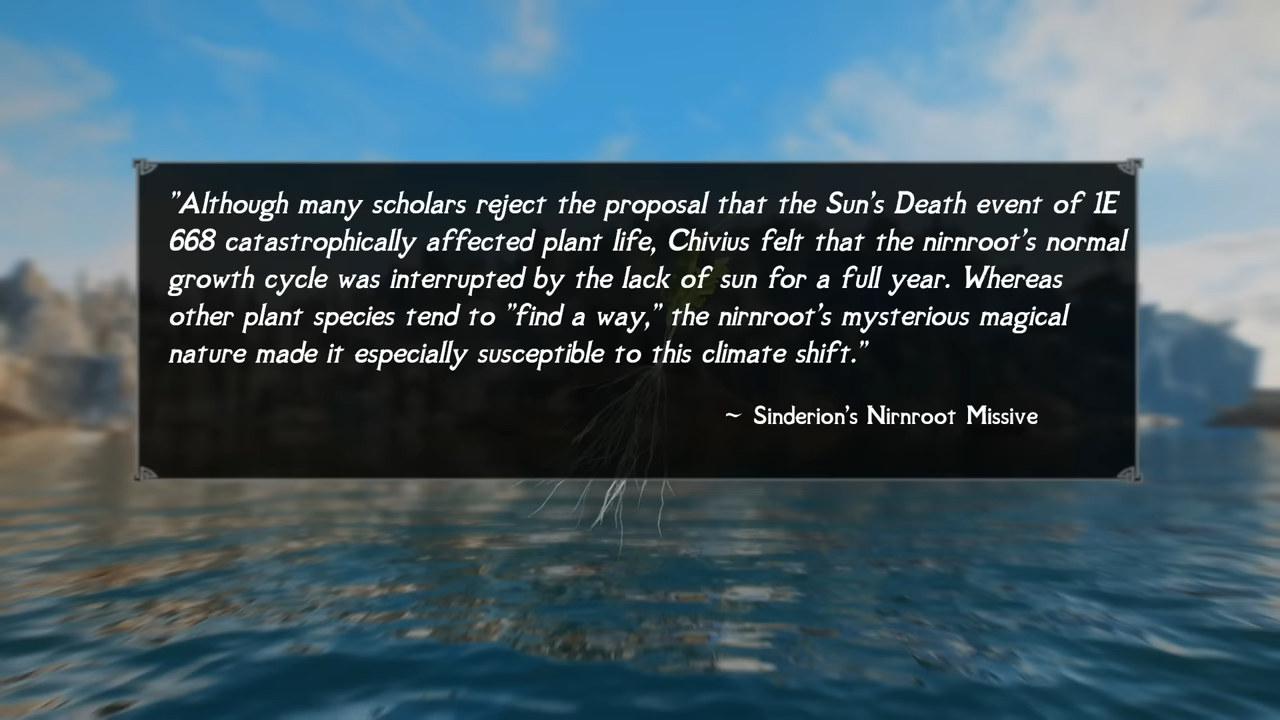 "Although many scholars reject the proposal that the Sun's Death event of 1E
668 catastrophically affected plant life, Chivius felt that the nirnroot's normal
growth cycle was interrupted by the lack of sun for a full year. Whereas
other plant species tend to "find a way," the nirnroot's mysterious magical
nature made it especially susceptible to this climate shift."
~ Sinderion's Nirnroot Missive